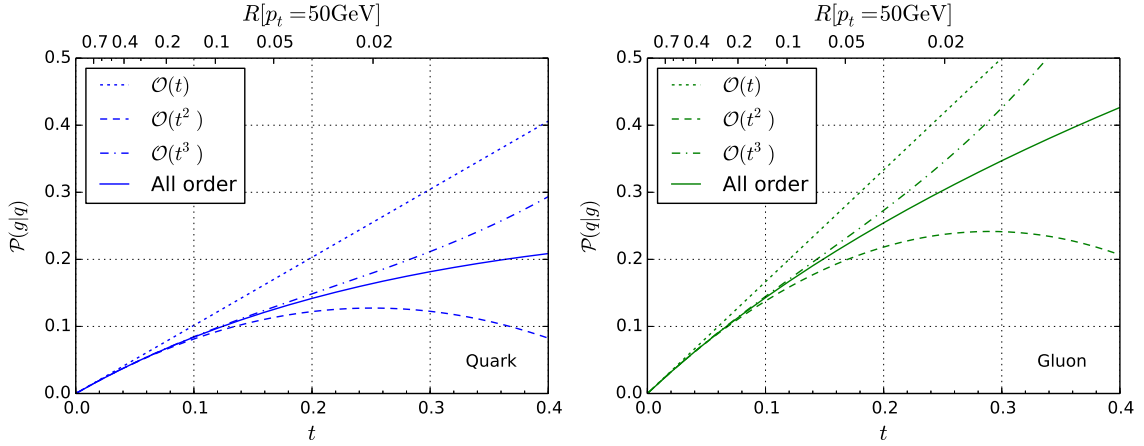 R[p_t =50GeV]
0.7 0.4 0.2 0.1 0.05 0.02
0.5
0.4
0.3
0.2
0.1
0.0
P(g|q)
O(t)
O(t²)
O(t³)
All order
Quark
0.0 0.1 0.2 0.3 0.4
t
R[p_t =50GeV]
0.7 0.4 0.2 0.1 0.05 0.02
0.5
0.4
0.3
0.2
0.1
0.0
P(q|g)
O(t)
O(t²)
O(t³)
All order
Gluon
0.0 0.1 0.2 0.3 0.4
t